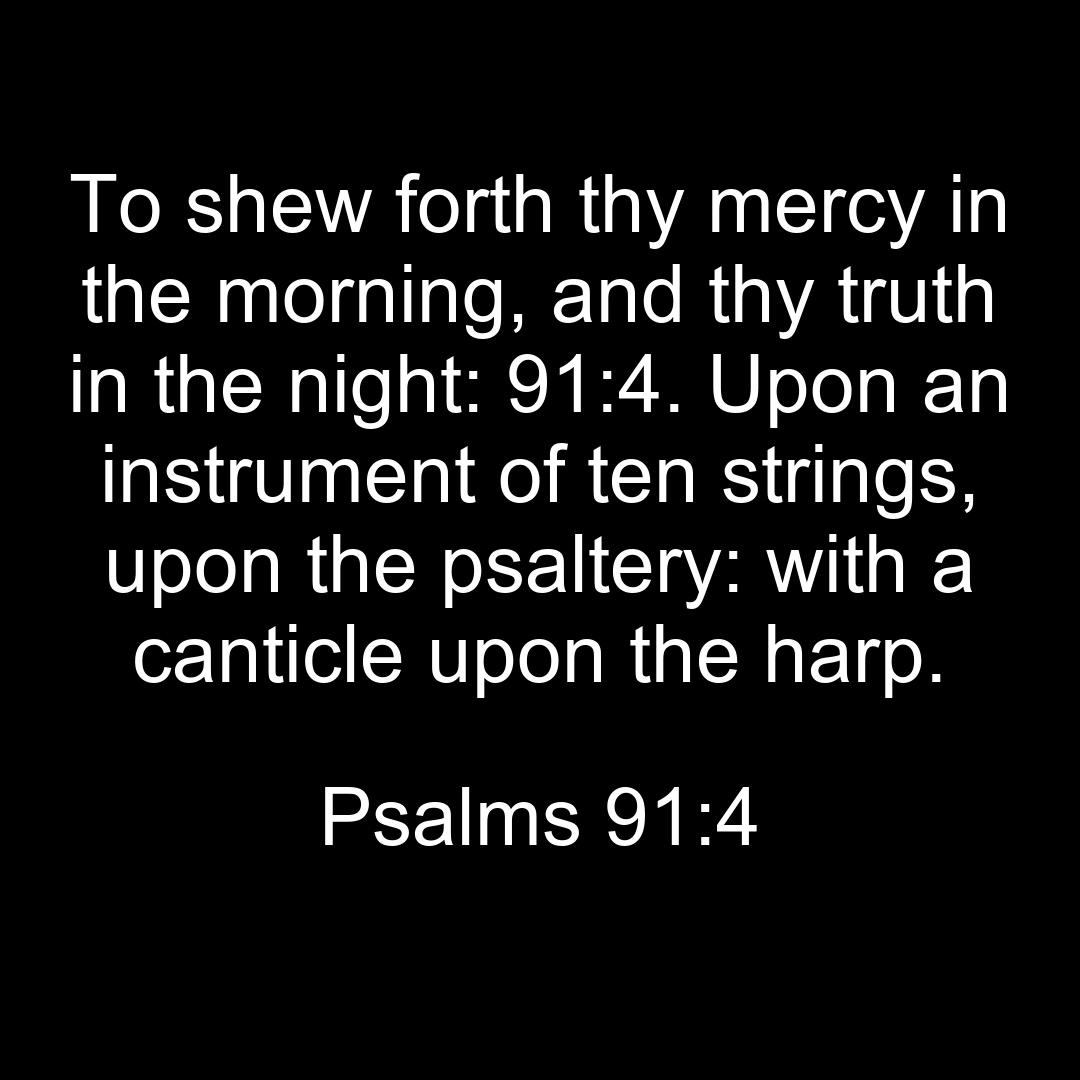 To shew forth thy mercy in
the morning, and thy truth
in the night: 91:4. Upon an
instrument of ten strings,
upon the psaltery: with a
canticle upon the harp.
Psalms 91:4